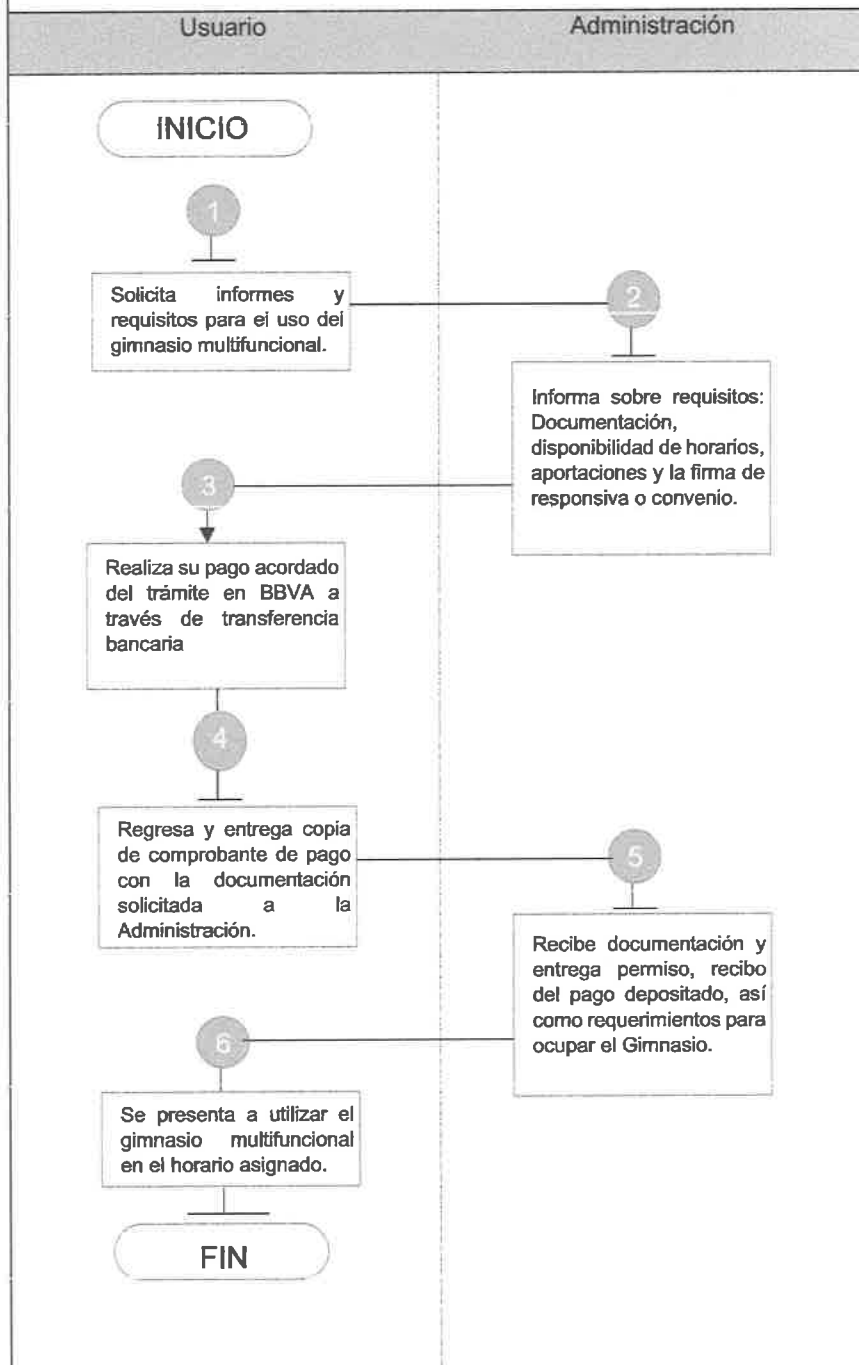 Usuario
Administración
INICIO
1
Solicita informes y
requisitos para el uso del
gimnasio multifuncional.
2
Informa sobre requisitos:
Documentación,
disponibilidad de horarios,
aportaciones y la firma de
responsiva o convenio.
3
Realiza su pago acordado
del trámite en BBVA a
través de transferencia
bancaria
4
Regresa y entrega copia
de comprobante de pago
con la documentación
solicitada a la
Administración.
5
Recibe documentación y
entrega permiso, recibo
del pago depositado, así
como requerimientos para
ocupar el Gimnasio.
6
Se presenta a utilizar el
gimnasio multifuncional
en el horario asignado.
FIN